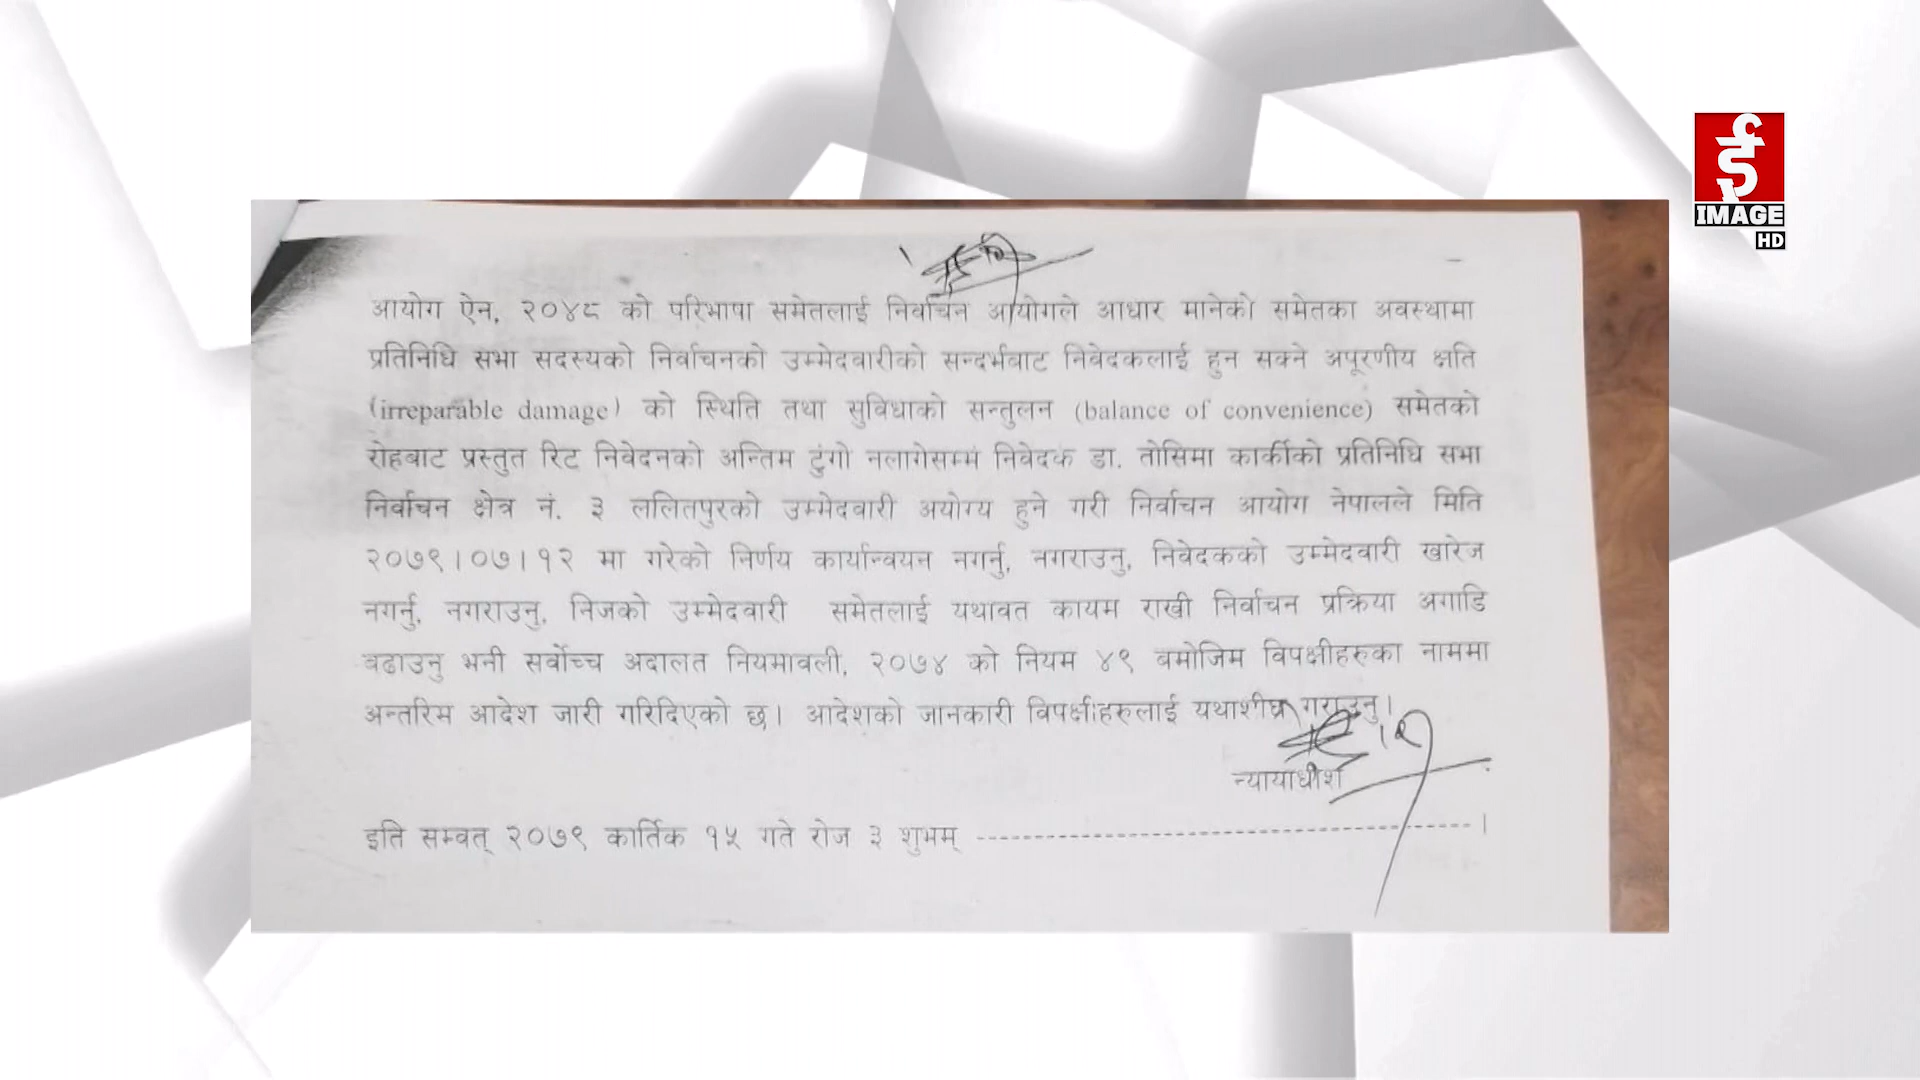 IMAGE
HD
आयोग ऐन, २०४८ को परिभाषा समेतलाई निर्वाचन आयोगले आधार मानेको समेतका अवस्थामा
प्रतिनिधि सभा सदस्यको निर्वाचनको उम्मेदवारीको सन्दर्भबाट निवेदकलाई हुन सक्ने अपूरणीय क्षति
(irreparable damage) को स्थिति तथा सुविधाको सन्तुलन (balance of convenience) समेतको
रोहबाट प्रस्तुत रिट निवेदनको अन्तिम टुंगो नलागेसम्म निवेदक डा. तोसिमा कार्कीको प्रतिनिधि सभा
निर्वाचन क्षेत्र नं. ३ ललितपुरको उम्मेदवारी अयोग्य हुने गरी निर्वाचन आयोग नेपालले मिति
२०७९।०७।१२ मा गरेको निर्णय कार्यान्वयन नगर्नु, नगराउनु, निवेदकको उम्मेदवारी खारेज
नगर्नु, नगराउनु, निजको उम्मेदवारी समेतलाई यथावत कायम राखी निर्वाचन प्रक्रिया अगाडि
बढाउनु भनी सर्वोच्च अदालत नियमावली, २०७४ को नियम ४९ बमोजिम विपक्षीहरुका नाममा
अन्तरिम आदेश जारी गरिदिएको छ। आदेशको जानकारी विपक्षीहरुलाई यथाशीघ्र गराउनु।
न्यायाधीश
इति सम्वत् २०७९ कार्तिक १५ गते रोज ३ शुभम् ---------------------------------------------।